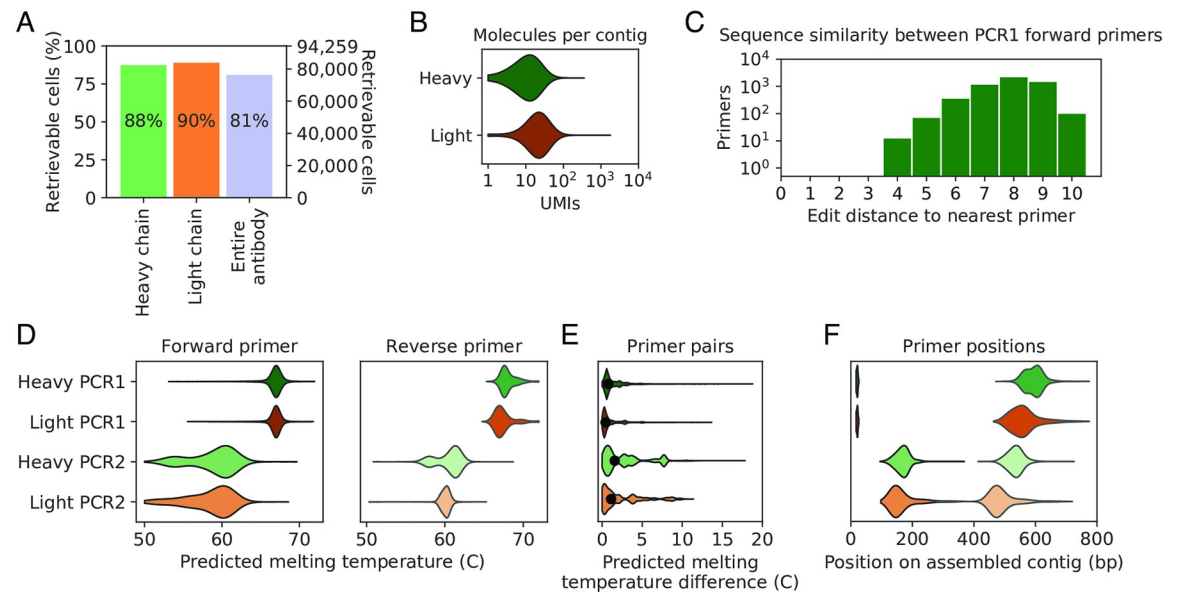 A
Retrievable cells (%)
100
75
50
25
0
88%
90%
81%
94,259
80,000
60,000
40,000
20,000
0
Retrievable cells
Heavy chain
Light chain
Entire
antibody
B
Molecules per contig
Heavy
Light
1
10
10²
10³
10⁴
UMIs
C
Sequence similarity between PCR1 forward primers
Primers
10⁴
10³
10²
10¹
10⁰
0 1 2 3 4 5 6 7 8 9 10
Edit distance to nearest primer
D
Forward primer
Reverse primer
Heavy PCR1
Light PCR1
Heavy PCR2
Light PCR2
50 60 70
50 60 70
Predicted melting temperature (C)
E
Primer pairs
0 5 10 15 20
Predicted melting
temperature difference (C)
F
Primer positions
0 200 400 600 800
Position on assembled contig (bp)